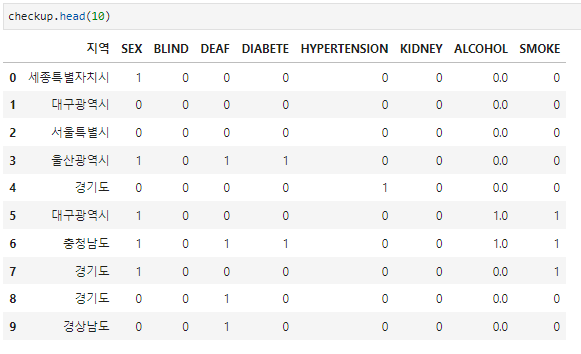 checkup.head(10)
지역 SEX BLIND DEAF DIABETE HYPERTENSION KIDNEY ALCOHOL SMOKE
0 세종특별자치시 1 0 0 0 0 0 0.0 0
1 대구광역시 0 0 0 0 0 0 0.0 0
2 서울특별시 0 0 0 0 0 0 0.0 0
3 울산광역시 1 0 1 1 0 0 0.0 0
4 경기도 0 0 0 0 1 0 0.0 0
5 대구광역시 1 0 0 0 0 0 1.0 1
6 충청남도 1 0 1 1 0 0 1.0 1
7 경기도 1 0 0 0 0 0 0.0 1
8 경기도 0 0 1 0 0 0 0.0 0
9 경상남도 0 0 1 0 0 0 0.0 0